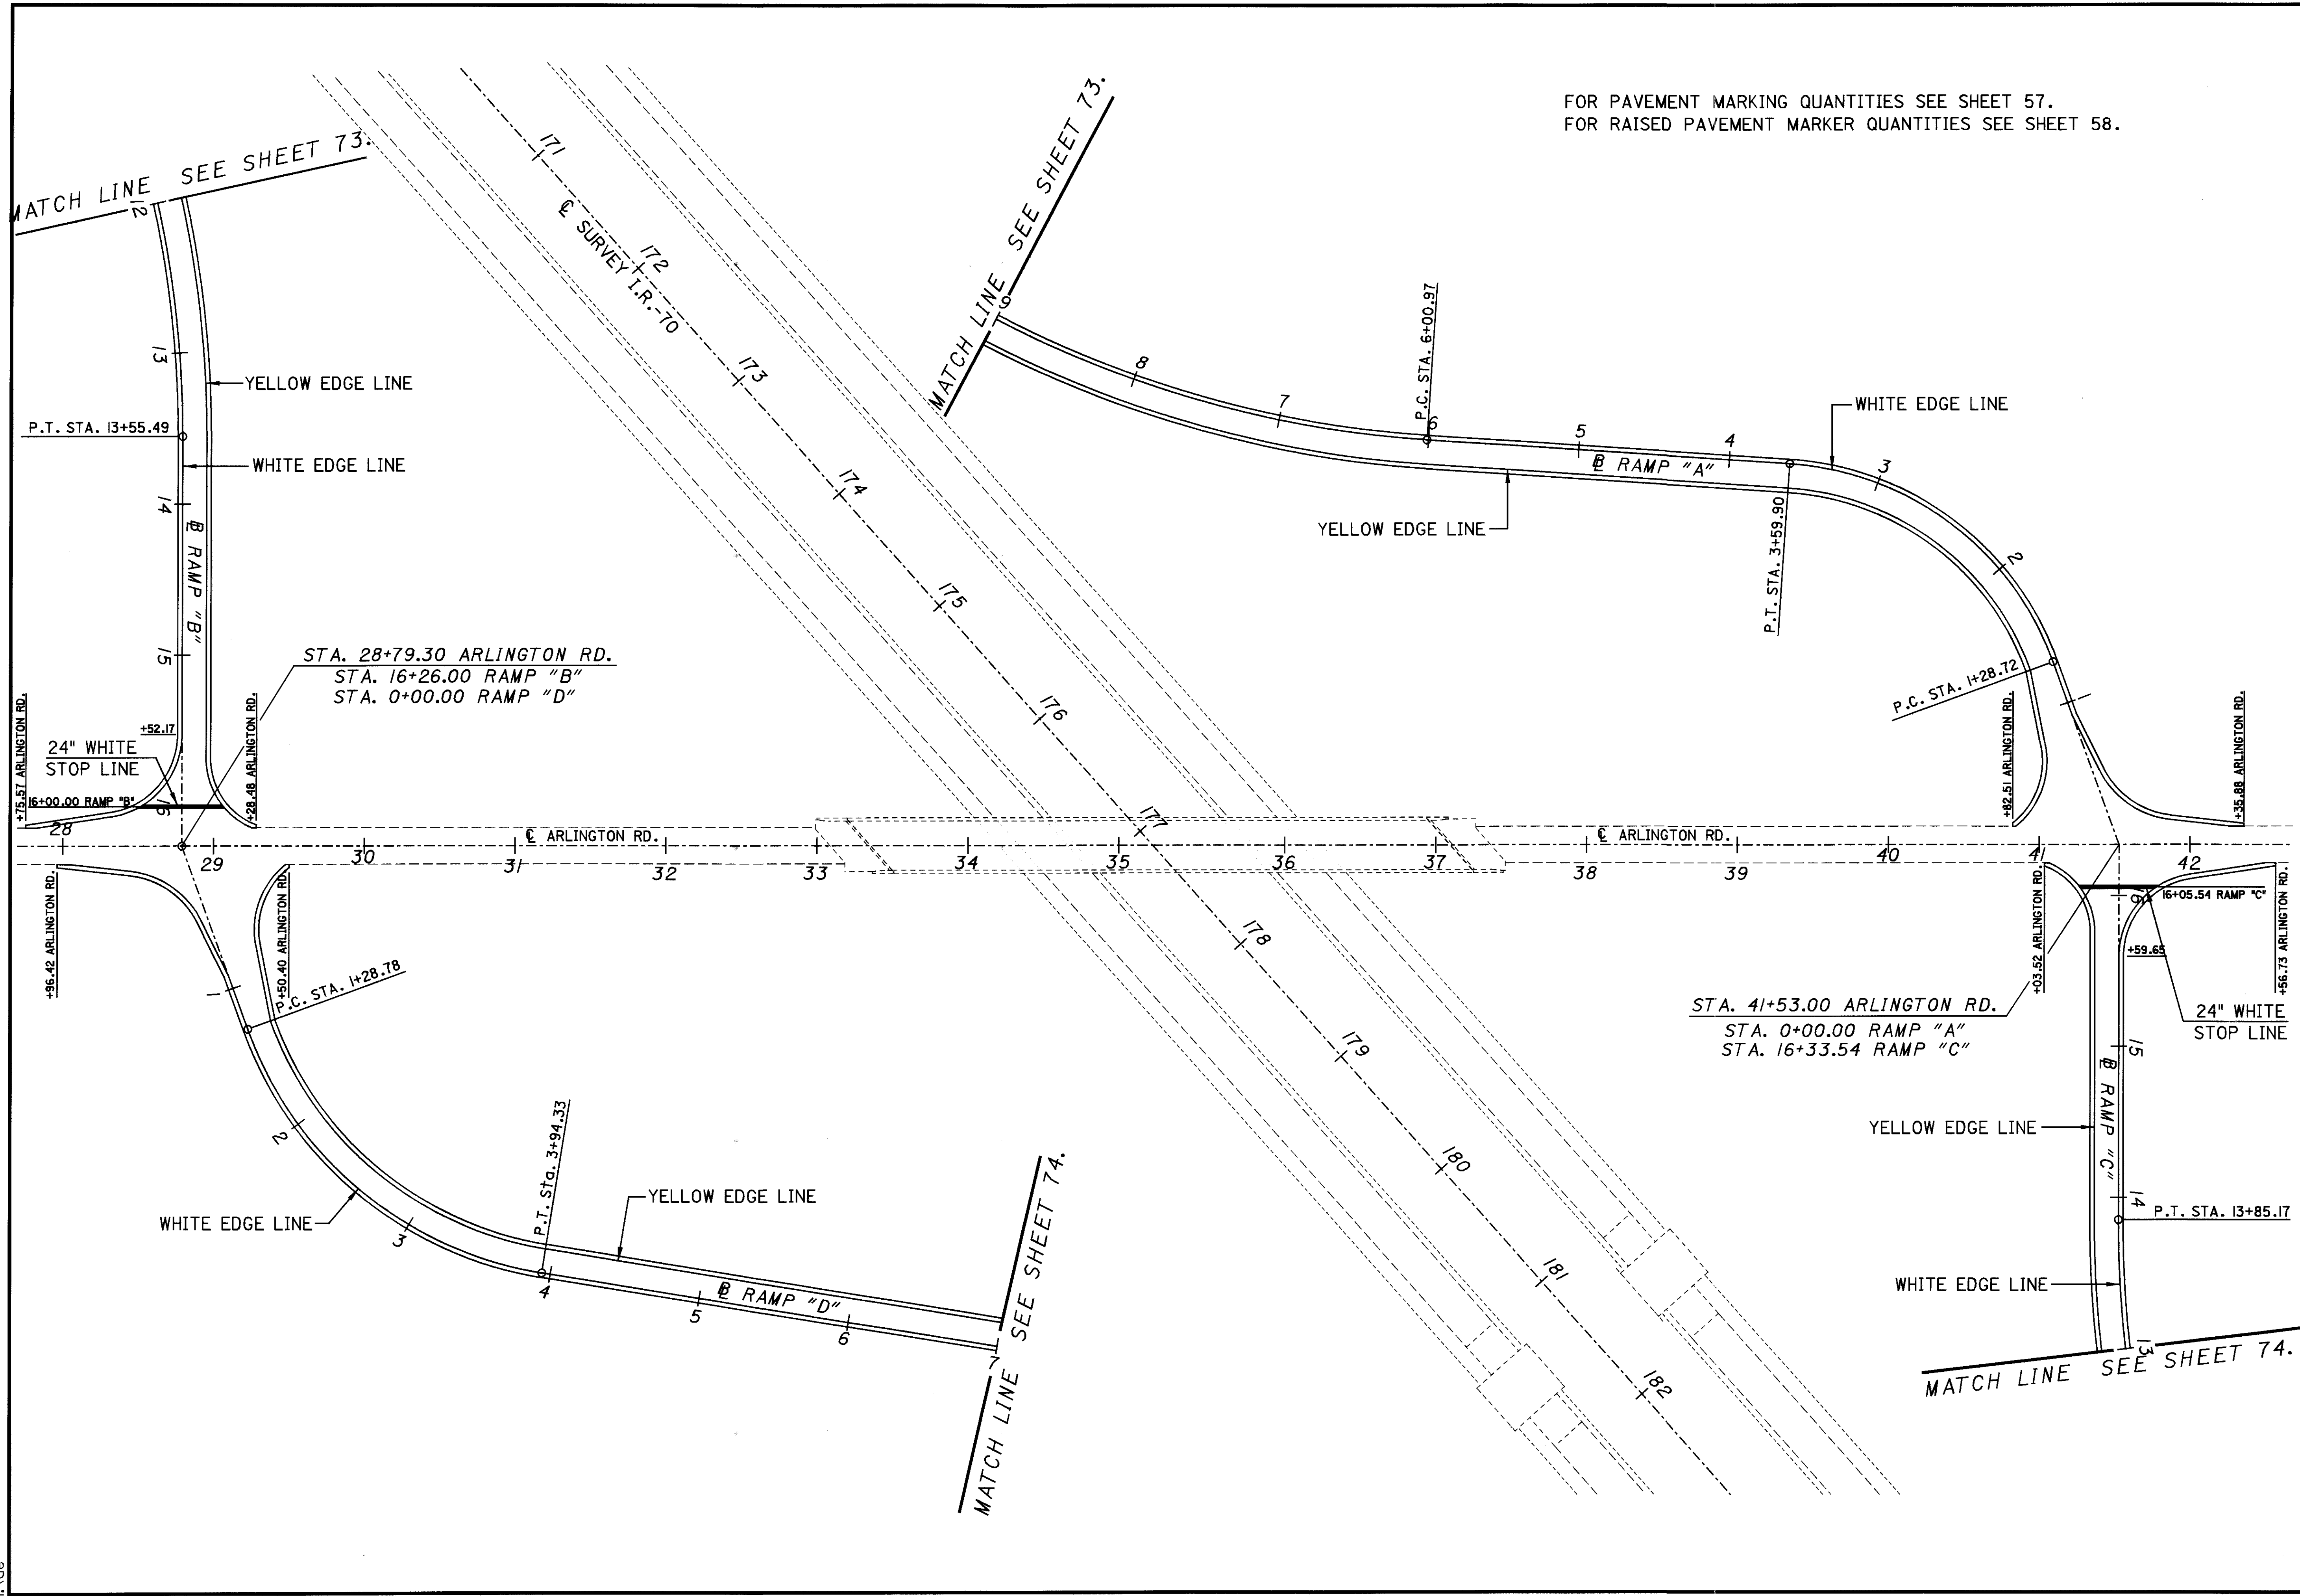 FOR PAVEMENT MARKING QUANTITIES SEE SHEET 57.
FOR RAISED PAVEMENT MARKER QUANTITIES SEE SHEET 58.
MATCH LINE SEE SHEET 73.
12
13
YELLOW EDGE LINE
P.T. STA. 13+55.49
WHITE EDGE LINE
14
B RAMP "B"
15
STA. 28+79.30 ARLINGTON RD.
STA. 16+26.00 RAMP "B"
STA. 0+00.00 RAMP "D"
+75.57 ARLINGTON RD.
+52.17
24" WHITE
STOP LINE
16+00.00 RAMP "B"
16
+28.48 ARLINGTON RD.
171
172
℄ SURVEY I.R.-70
173
174
175
176
177
178
179
180
181
182
MATCH LINE SEE SHEET 73.
9
8
7
P.C. STA. 6+00.97
6
5
4
B RAMP "A"
YELLOW EDGE LINE
P.T. STA. 3+59.90
WHITE EDGE LINE
3
2
P.C. STA. 1+28.72
1
+82.51 ARLINGTON RD.
+35.88 ARLINGTON RD.
℄ ARLINGTON RD.
℄ ARLINGTON RD.
28
29
30
31
32
33
34
35
36
37
38
39
40
41
42
+96.42 ARLINGTON RD.
+50.40 ARLINGTON RD.
1
P.C. STA. 1+28.78
2
WHITE EDGE LINE
3
P.T. Sta. 3+94.33
YELLOW EDGE LINE
4
5
B RAMP "D"
6
7
MATCH LINE SEE SHEET 74.
+03.52 ARLINGTON RD.
16
16+05.54 RAMP "C"
+59.65
+56.73 ARLINGTON RD.
STA. 41+53.00 ARLINGTON RD.
STA. 0+00.00 RAMP "A"
STA. 16+33.54 RAMP "C"
24" WHITE
STOP LINE
15
B RAMP "C"
YELLOW EDGE LINE
14
P.T. STA. 13+85.17
WHITE EDGE LINE
13
MATCH LINE SEE SHEET 74.